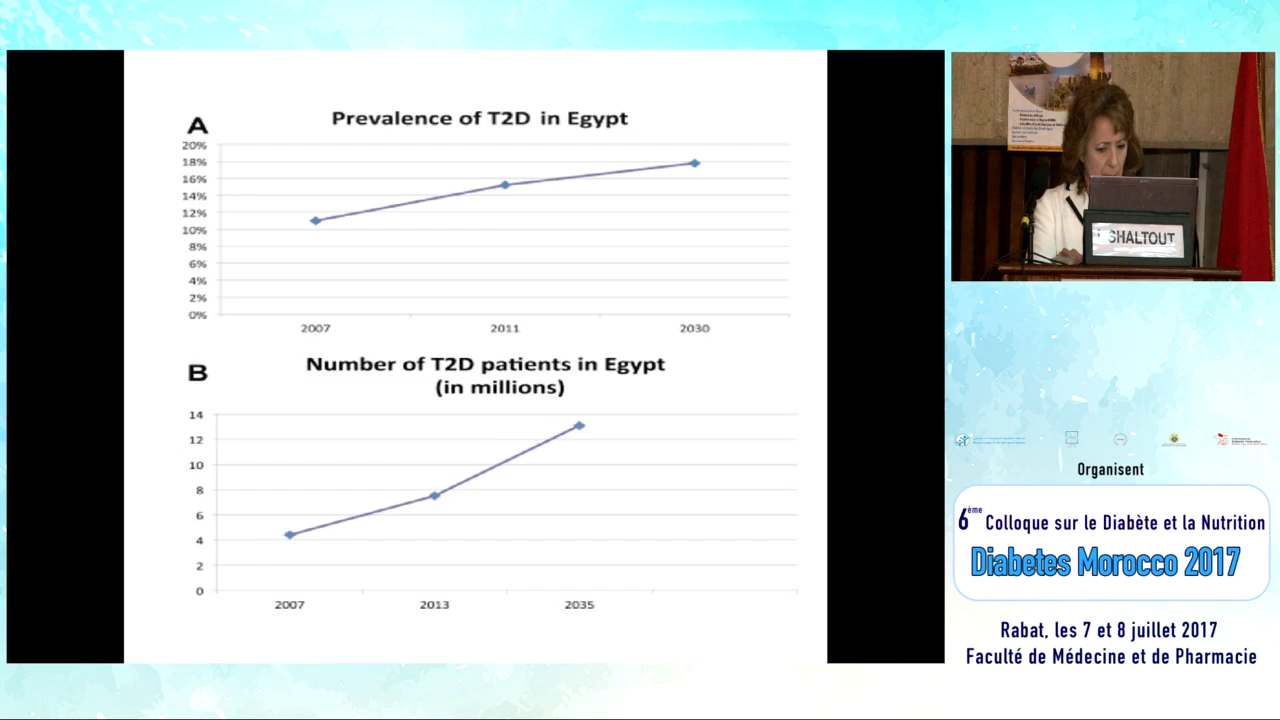 A
Prevalence of T2D in Egypt
20%
18%
16%
14%
12%
10%
8%
6%
4%
2%
0%
2007 2011 2030
B
Number of T2D patients in Egypt
(in millions)
14
12
10
8
6
4
2
0
2007 2013 2035
SHALTOUT
Organisent
6ème Colloque sur le Diabète et la Nutrition
Diabetes Morocco 2017
Rabat, les 7 et 8 juillet 2017
Faculté de Médecine et de Pharmacie